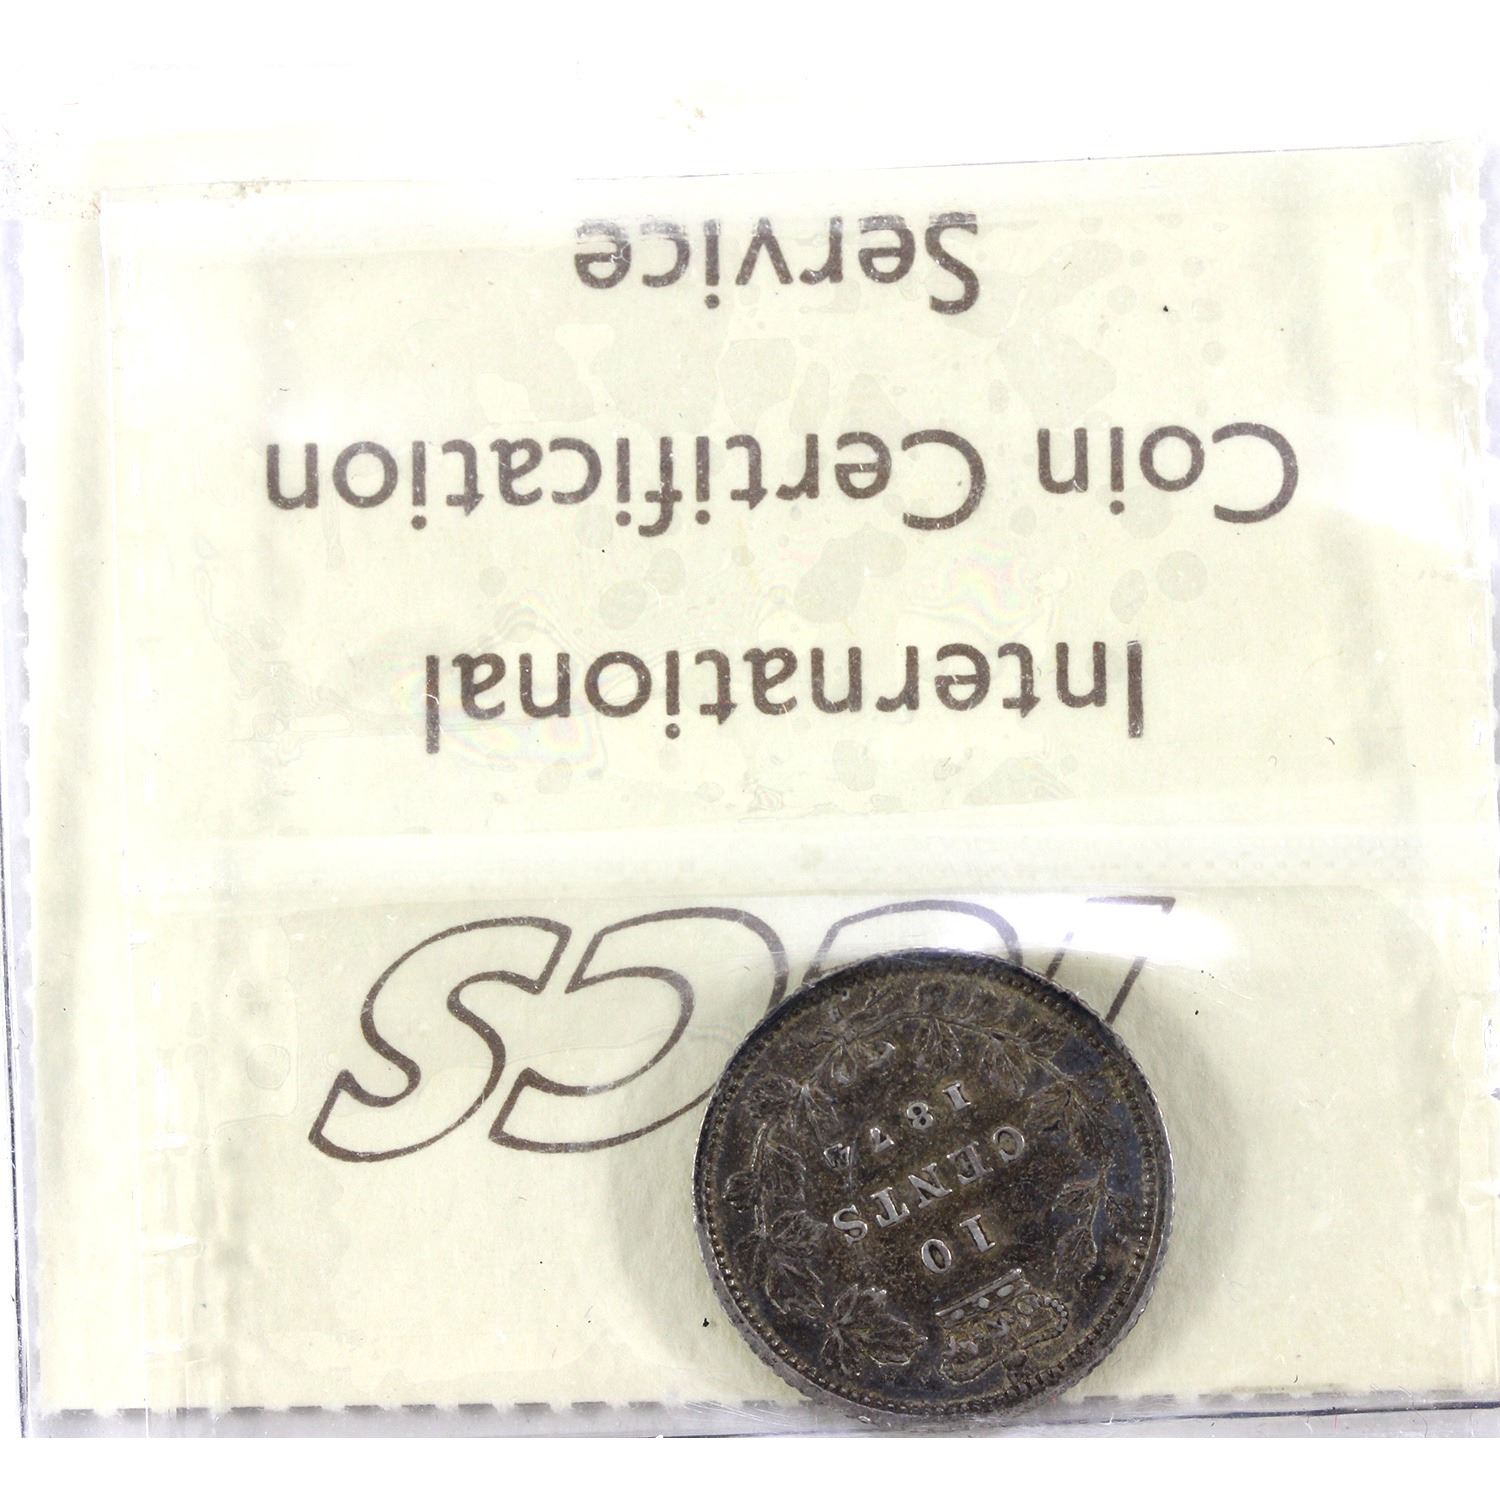 ICCS
International
Coin Certification
Service
10
CENTS
1874